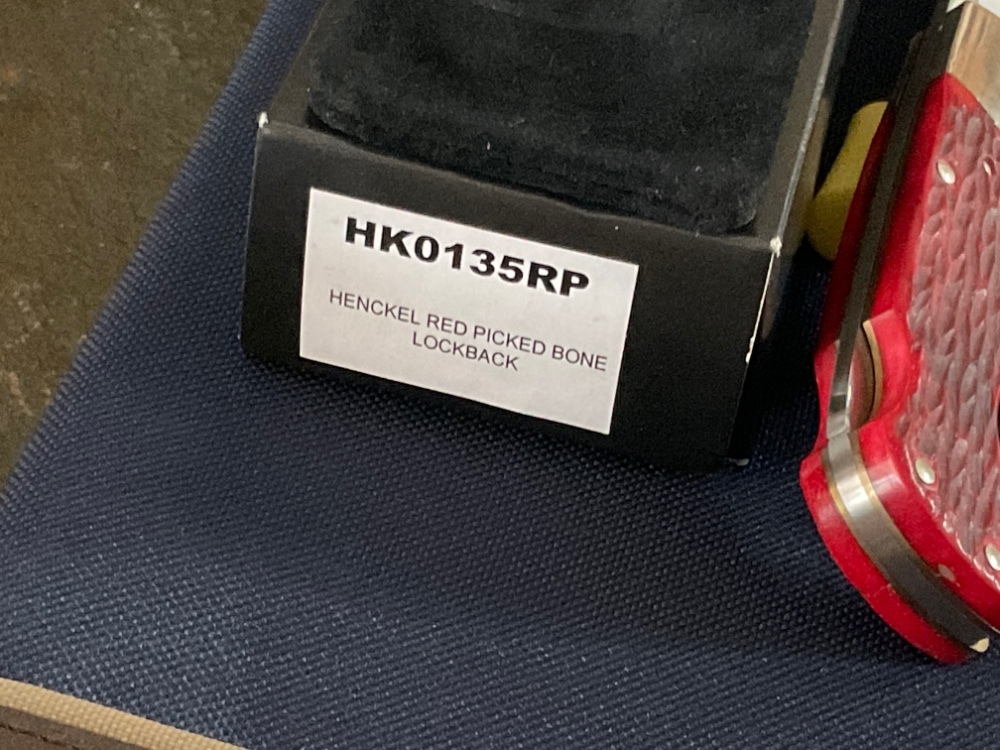 HK0135RP
HENCKEL RED PICKED BONE
LOCKBACK